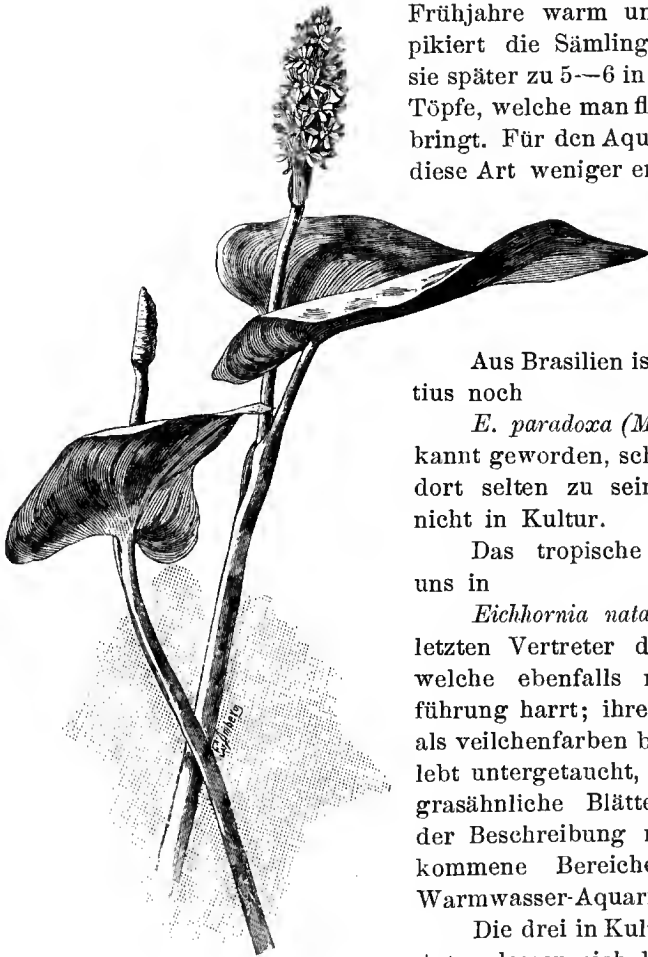 Frühjahre warm un
pikiert die Sämling
sie später zu 5—6 in
Töpfe, welche man fl
bringt. Für den Aqu
diese Art weniger er
Aus Brasilien is
tius noch
E. paradoxa (M
kannt geworden, sch
dort selten zu sein
nicht in Kultur.
Das tropische
uns in
Eichhornia nata
letzten Vertreter d
welche ebenfalls n
führung harrt; ihre
als veilchenfarben b
lebt untergetaucht,
grasähnliche Blätte
der Beschreibung n
kommene Bereiche
Warmwasser-Aquari
Die drei in Kul